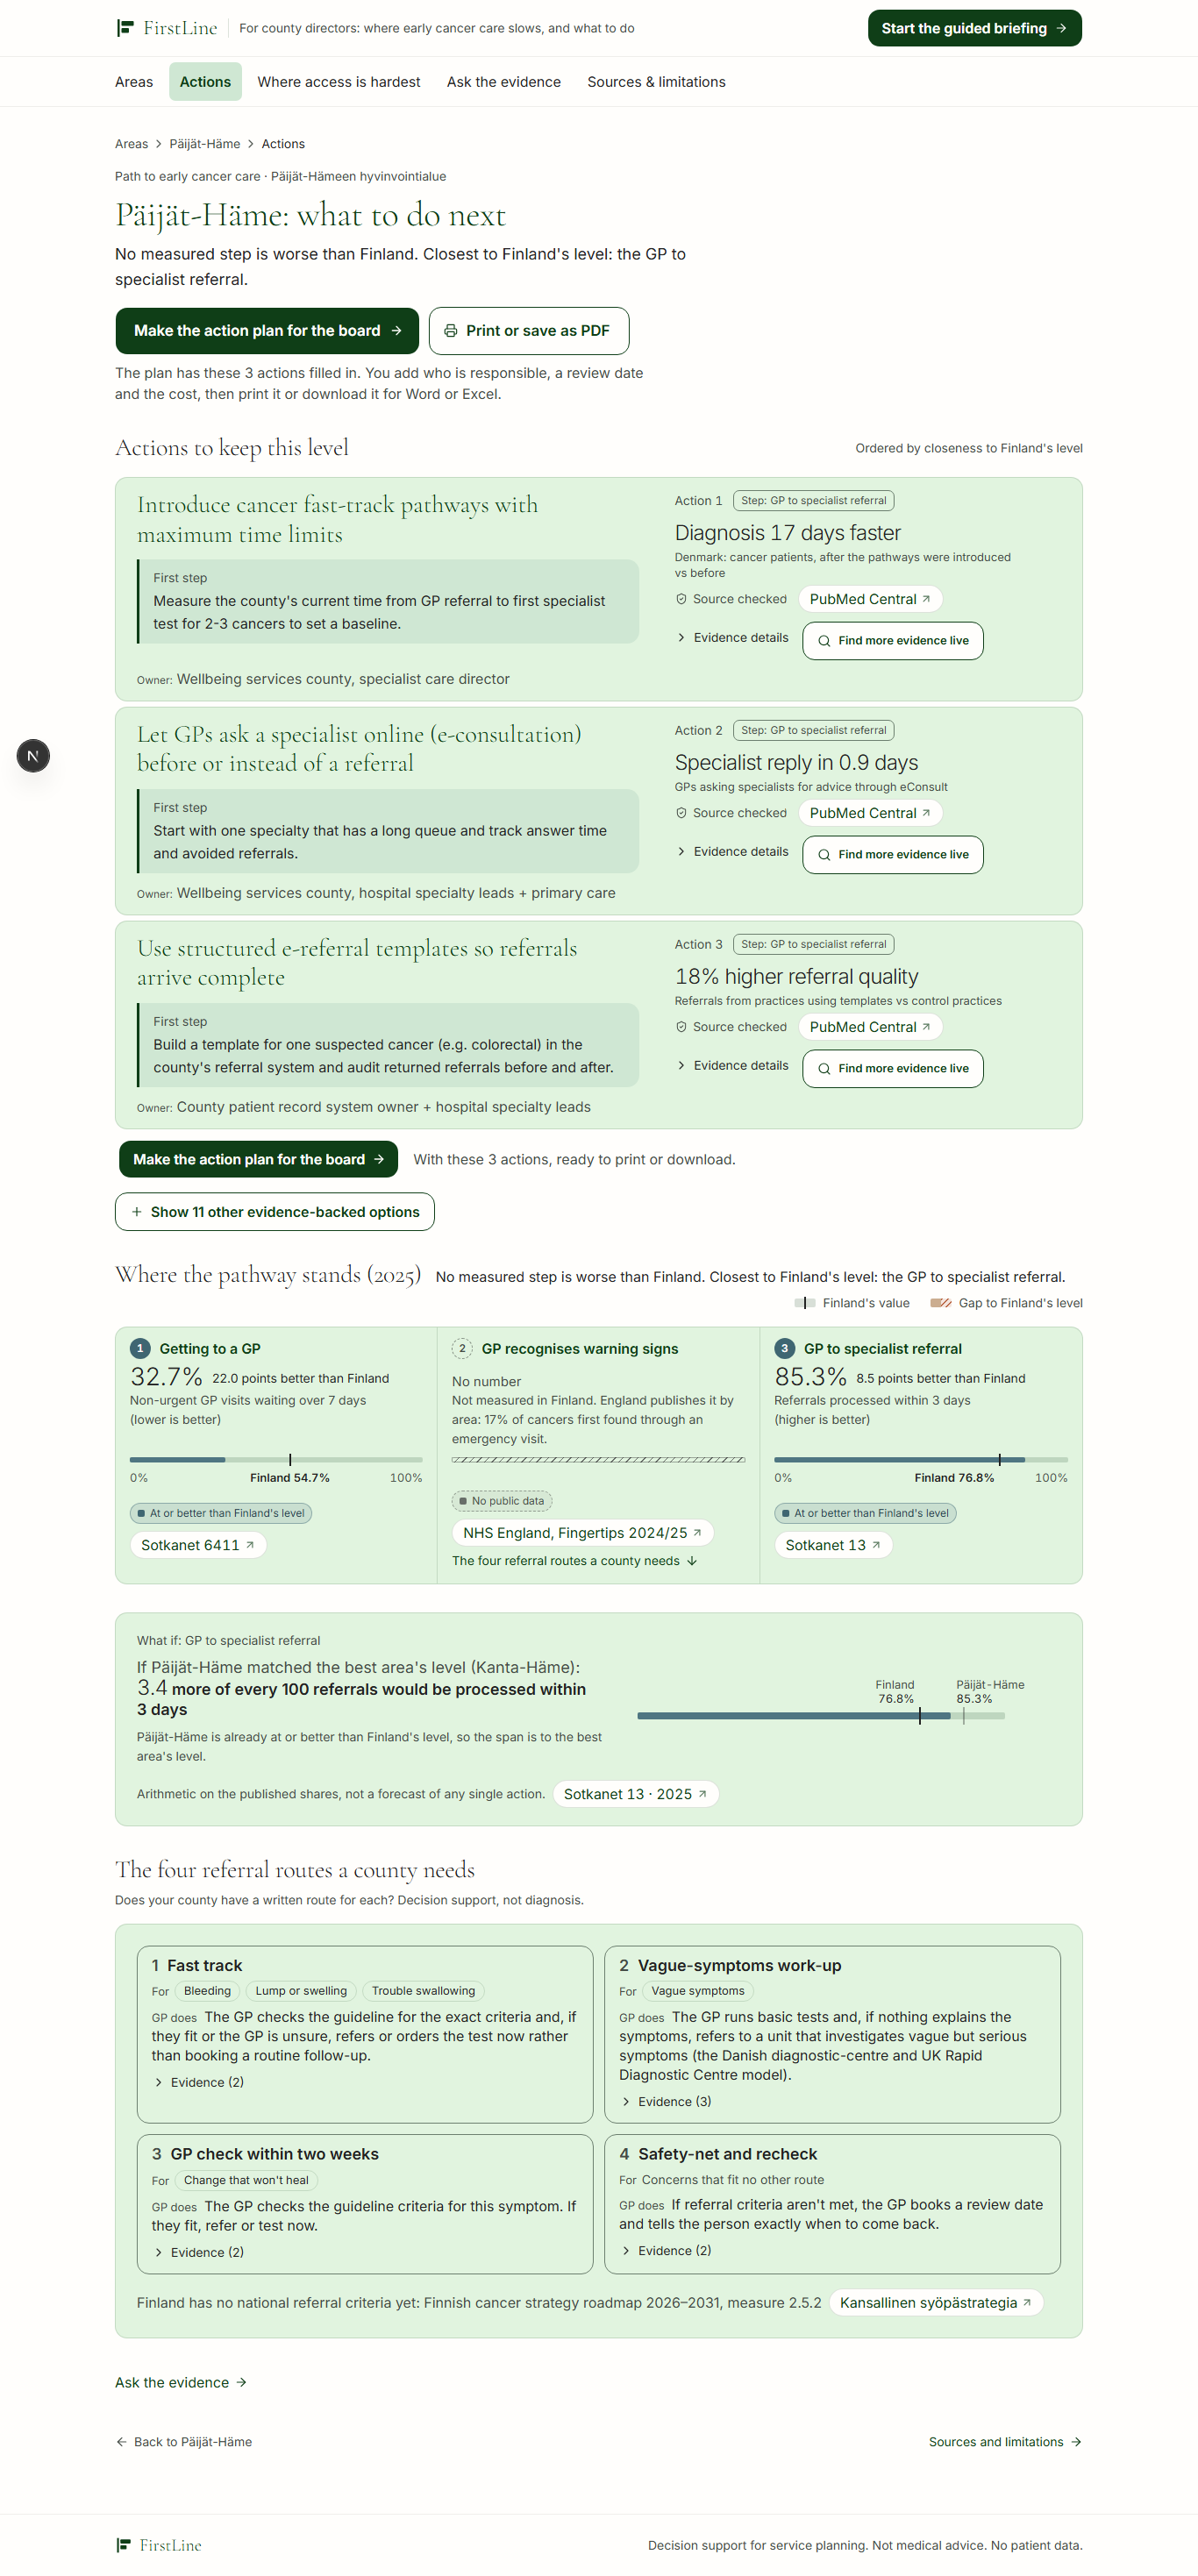 FirstLine
For county directors: where early cancer care slows, and what to do
Start the guided briefing
Areas
Actions
Where access is hardest
Ask the evidence
Sources & limitations
Areas
Päijät-Häme
Actions
Path to early cancer care · Päijät-Hämeen hyvinvointialue
Päijät-Häme: what to do next
No measured step is worse than Finland. Closest to Finland's level: the GP to
specialist referral.
Make the action plan for the board
Print or save as PDF
The plan has these 3 actions filled in. You add who is responsible, a review date
and the cost, then print it or download it for Word or Excel.
Actions to keep this level
Ordered by closeness to Finland's level
Introduce cancer fast-track pathways with
maximum time limits
First step
Measure the county's current time from GP referral to first specialist
test for 2-3 cancers to set a baseline.
Owner: Wellbeing services county, specialist care director
Action 1
Step: GP to specialist referral
Diagnosis 17 days faster
Denmark: cancer patients, after the pathways were introduced
vs before
Source checked
PubMed Central
Evidence details
Find more evidence live
Let GPs ask a specialist online (e-consultation)
before or instead of a referral
First step
Start with one specialty that has a long queue and track answer time
and avoided referrals.
Owner: Wellbeing services county, hospital specialty leads + primary care
Action 2
Step: GP to specialist referral
Specialist reply in 0.9 days
GPs asking specialists for advice through eConsult
Source checked
PubMed Central
Evidence details
Find more evidence live
Use structured e-referral templates so referrals
arrive complete
First step
Build a template for one suspected cancer (e.g. colorectal) in the
county's referral system and audit returned referrals before and after.
Owner: County patient record system owner + hospital specialty leads
Action 3
Step: GP to specialist referral
18% higher referral quality
Referrals from practices using templates vs control practices
Source checked
PubMed Central
Evidence details
Find more evidence live
Make the action plan for the board
With these 3 actions, ready to print or download.
Show 11 other evidence-backed options
Where the pathway stands (2025)
No measured step is worse than Finland. Closest to Finland's level: the GP to specialist referral.
Finland's value
Gap to Finland's level
1 Getting to a GP
32.7% 22.0 points better than Finland
Non-urgent GP visits waiting over 7 days
(lower is better)
0%
Finland 54.7%
100%
At or better than Finland's level
Sotkanet 6411
2 GP recognises warning signs
No number
Not measured in Finland. England publishes it by
area: 17% of cancers first found through an
emergency visit.
No public data
NHS England, Fingertips 2024/25
The four referral routes a county needs
3 GP to specialist referral
85.3% 8.5 points better than Finland
Referrals processed within 3 days
(higher is better)
0%
Finland 76.8%
100%
At or better than Finland's level
Sotkanet 13
What if: GP to specialist referral
If Päijät-Häme matched the best area's level (Kanta-Häme):
3.4 more of every 100 referrals would be processed within
3 days
Päijät-Häme is already at or better than Finland's level, so the span is to the best
area's level.
Finland
76.8%
Päijät-Häme
85.3%
Arithmetic on the published shares, not a forecast of any single action.
Sotkanet 13 · 2025
The four referral routes a county needs
Does your county have a written route for each? Decision support, not diagnosis.
1 Fast track
For Bleeding Lump or swelling Trouble swallowing
GP does The GP checks the guideline for the exact criteria and, if
they fit or the GP is unsure, refers or orders the test now rather
than booking a routine follow-up.
Evidence (2)
2 Vague-symptoms work-up
For Vague symptoms
GP does The GP runs basic tests and, if nothing explains the
symptoms, refers to a unit that investigates vague but serious
symptoms (the Danish diagnostic-centre and UK Rapid
Diagnostic Centre model).
Evidence (3)
3 GP check within two weeks
For Change that won't heal
GP does The GP checks the guideline criteria for this symptom. If
they fit, refer or test now.
Evidence (2)
4 Safety-net and recheck
For Concerns that fit no other route
GP does If referral criteria aren't met, the GP books a review date
and tells the person exactly when to come back.
Evidence (2)
Finland has no national referral criteria yet: Finnish cancer strategy roadmap 2026–2031, measure 2.5.2
Kansallinen syöpästrategia
Ask the evidence
Back to Päijät-Häme
Sources and limitations
FirstLine
Decision support for service planning. Not medical advice. No patient data.